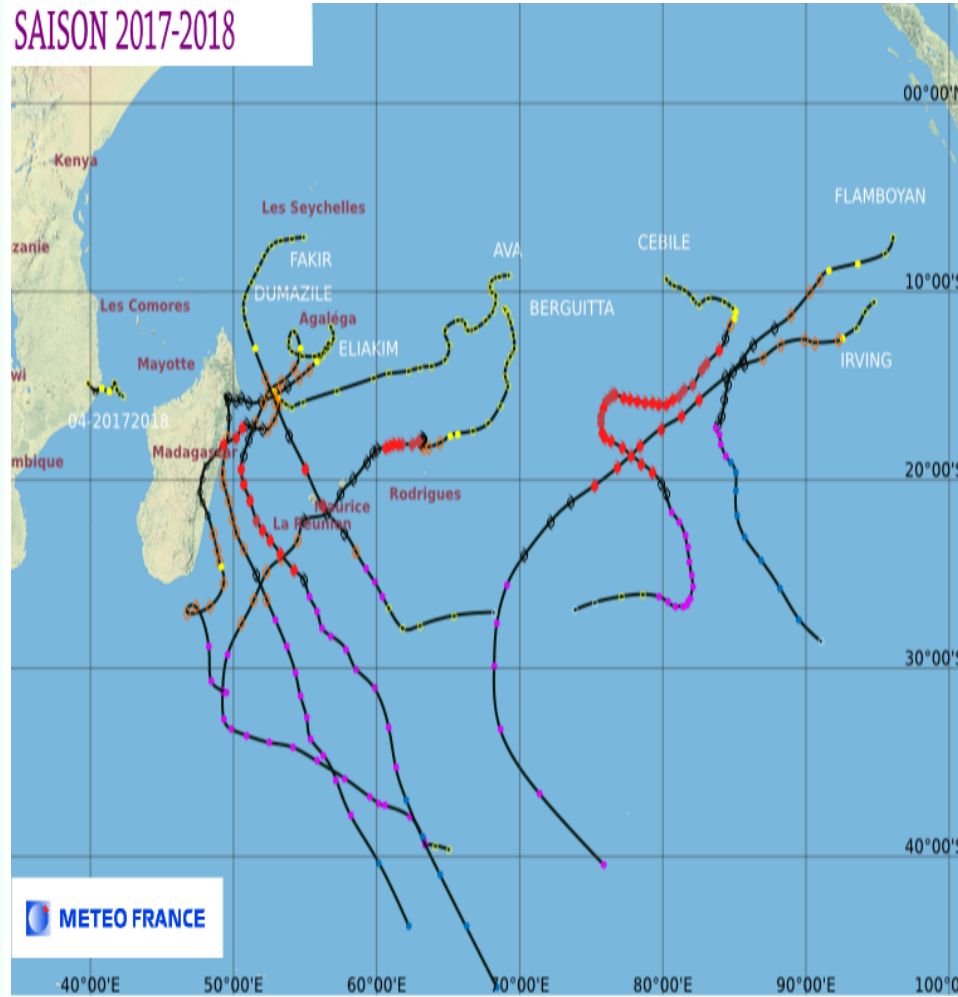 SAISON 2017-2018
00°00'N
Kenya
FLAMBOYAN
Les Seychelles
CEBILE
zanie
AVA
FAKIR
10°00'S
DUMAZILE
Les Comores
BERGUITTA
Agaléga
ELIAKIM
IRVING
Mayotte
wi
04-20172018
Madagascar
mbique
20°00'S
Rodrigues
Maurice
La Réunion
30°00'S
40°00'S
METEO FRANCE
40°00'E 50°00'E 60°00'E 70°00'E 80°00'E 90°00'E 100°0